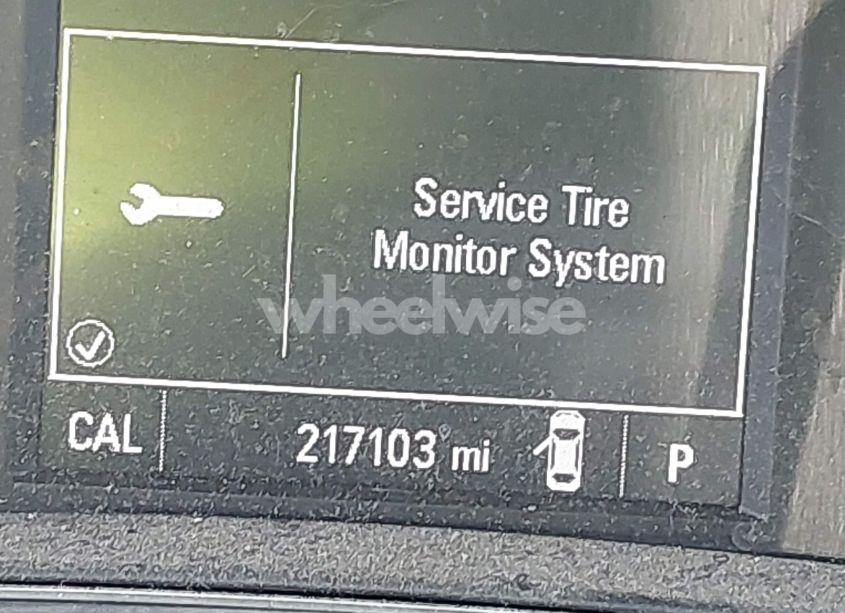 Service Tire
Monitor System
wheelwise
CAL 217103 mi P